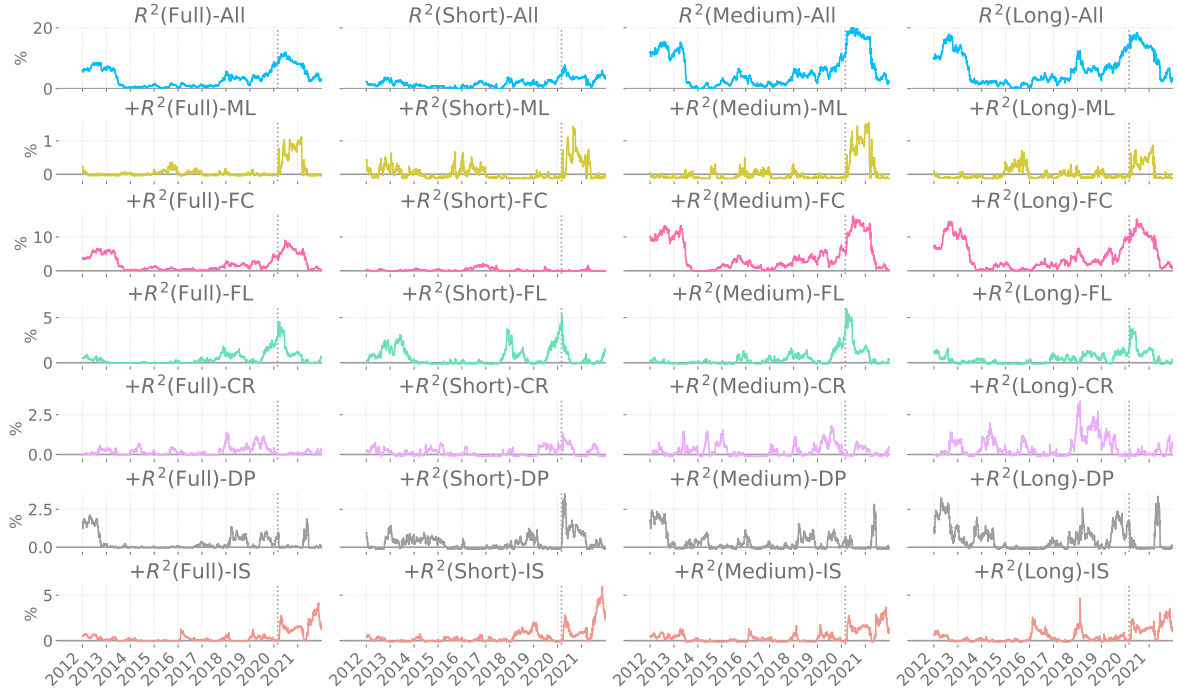 R²(Full)-All R²(Short)-All R²(Medium)-All R²(Long)-All
20
%
0
+R²(Full)-ML +R²(Short)-ML +R²(Medium)-ML +R²(Long)-ML
1
%
0
+R²(Full)-FC +R²(Short)-FC +R²(Medium)-FC +R²(Long)-FC
10
%
0
+R²(Full)-FL +R²(Short)-FL +R²(Medium)-FL +R²(Long)-FL
5
%
0
+R²(Full)-CR +R²(Short)-CR +R²(Medium)-CR +R²(Long)-CR
2.5
%
0.0
+R²(Full)-DP +R²(Short)-DP +R²(Medium)-DP +R²(Long)-DP
2.5
%
0.0
+R²(Full)-IS +R²(Short)-IS +R²(Medium)-IS +R²(Long)-IS
5
%
0
2012 2013 2014 2015 2016 2017 2018 2019 2020 2021 2012 2013 2014 2015 2016 2017 2018 2019 2020 2021 2012 2013 2014 2015 2016 2017 2018 2019 2020 2021 2012 2013 2014 2015 2016 2017 2018 2019 2020 2021